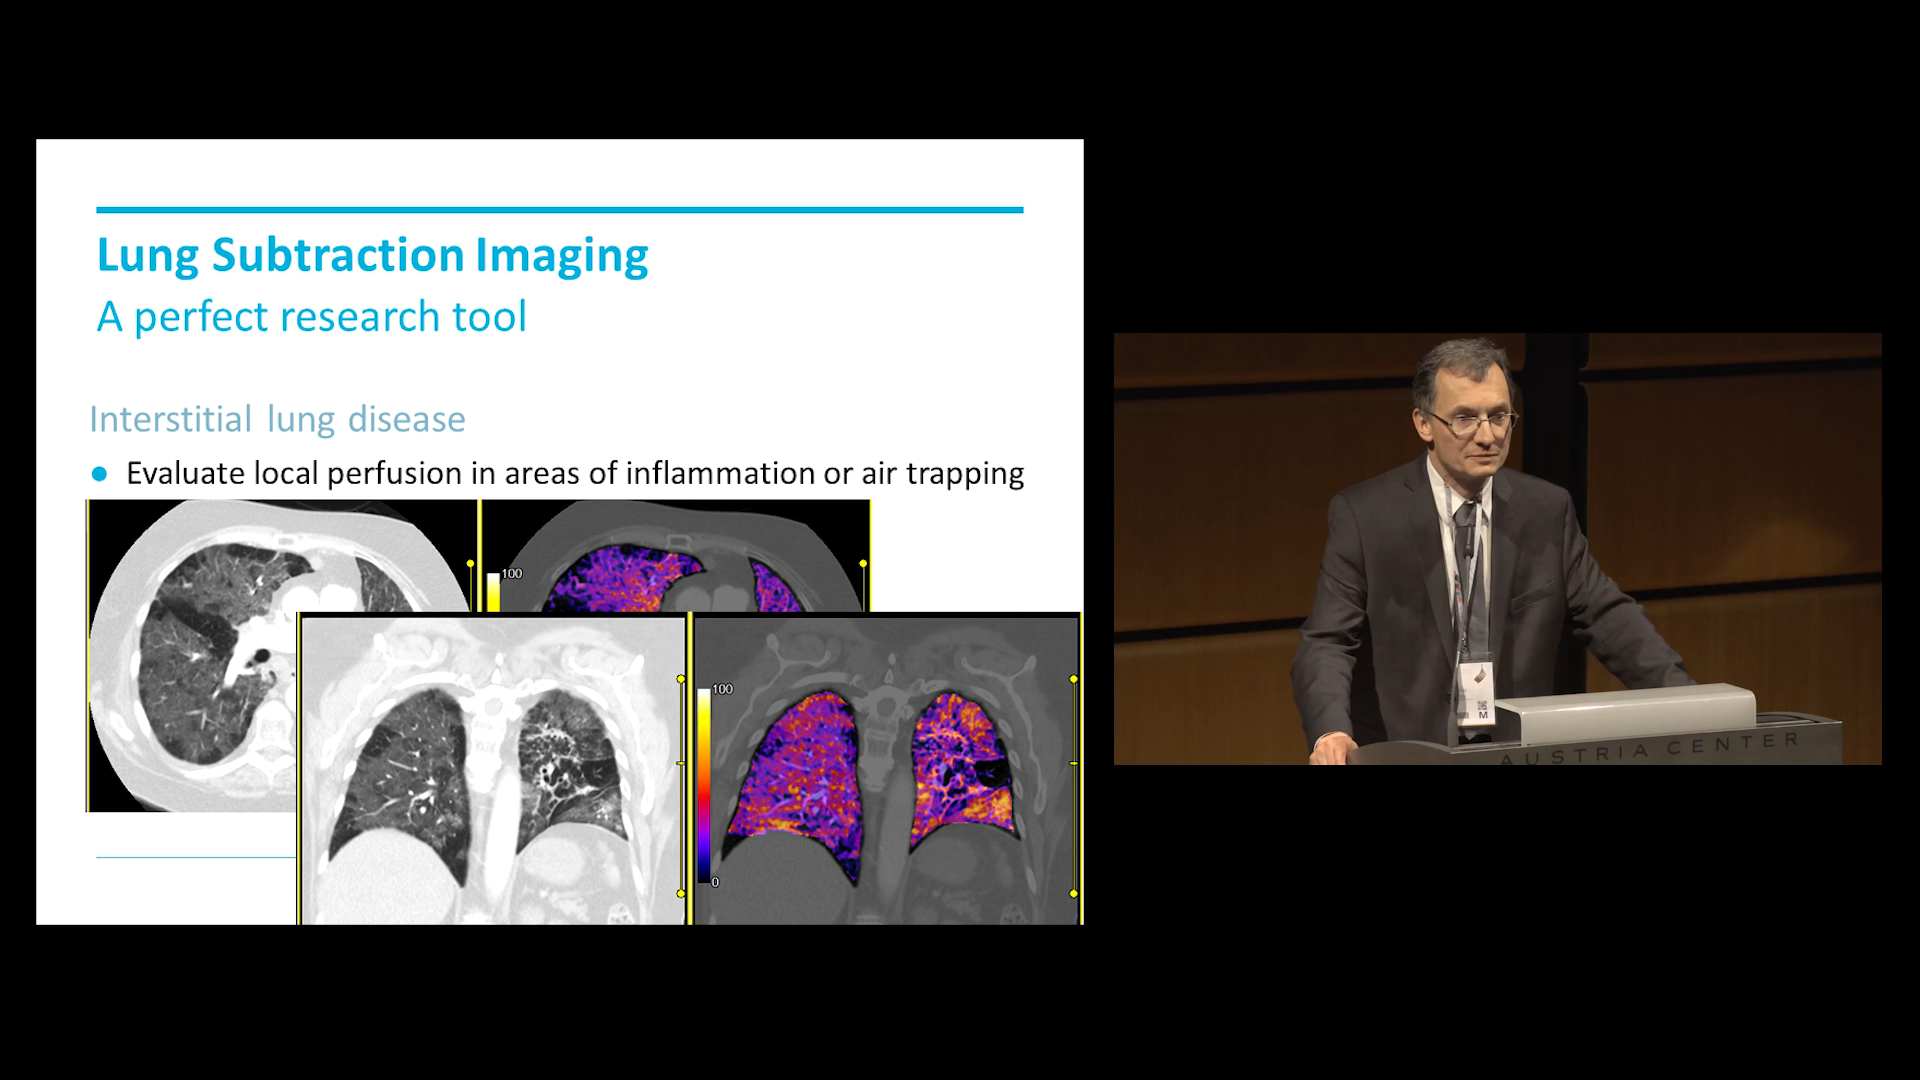 Lung Subtraction Imaging
A perfect research tool
Interstitial lung disease
Evaluate local perfusion in areas of inflammation or air trapping
100
100
0
M
AUSTRIA CENTER